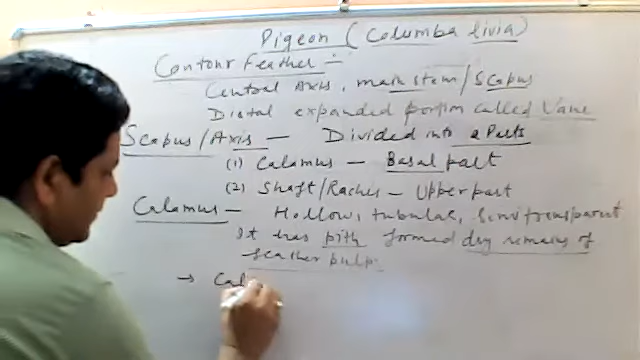 Pigeon (Columba livia)
Contour Feather :-
Central Axis, main stem/Scapus
Distal expanded portion called Vane
Scapus/Axis - Divided into 2 Parts
(1) Calamus - Basal part
(2) Shaft/Rachis - Upper part
Calamus - Hollow, tubular, Semitransparent
It has pith formed dry remains of
feather pulp.
→ Cal